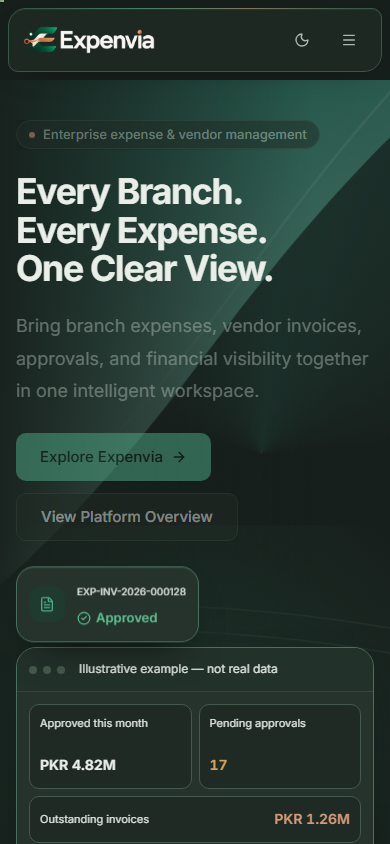 Expenvia
Enterprise expense & vendor management
Every Branch.
Every Expense.
One Clear View.
Bring branch expenses, vendor invoices,
approvals, and financial visibility together
in one intelligent workspace.
Explore Expenvia →
View Platform Overview
EXP-INV-2026-000128
Approved
Illustrative example — not real data
Approved this month
Pending approvals
PKR 4.82M
17
Outstanding invoices
PKR 1.26M